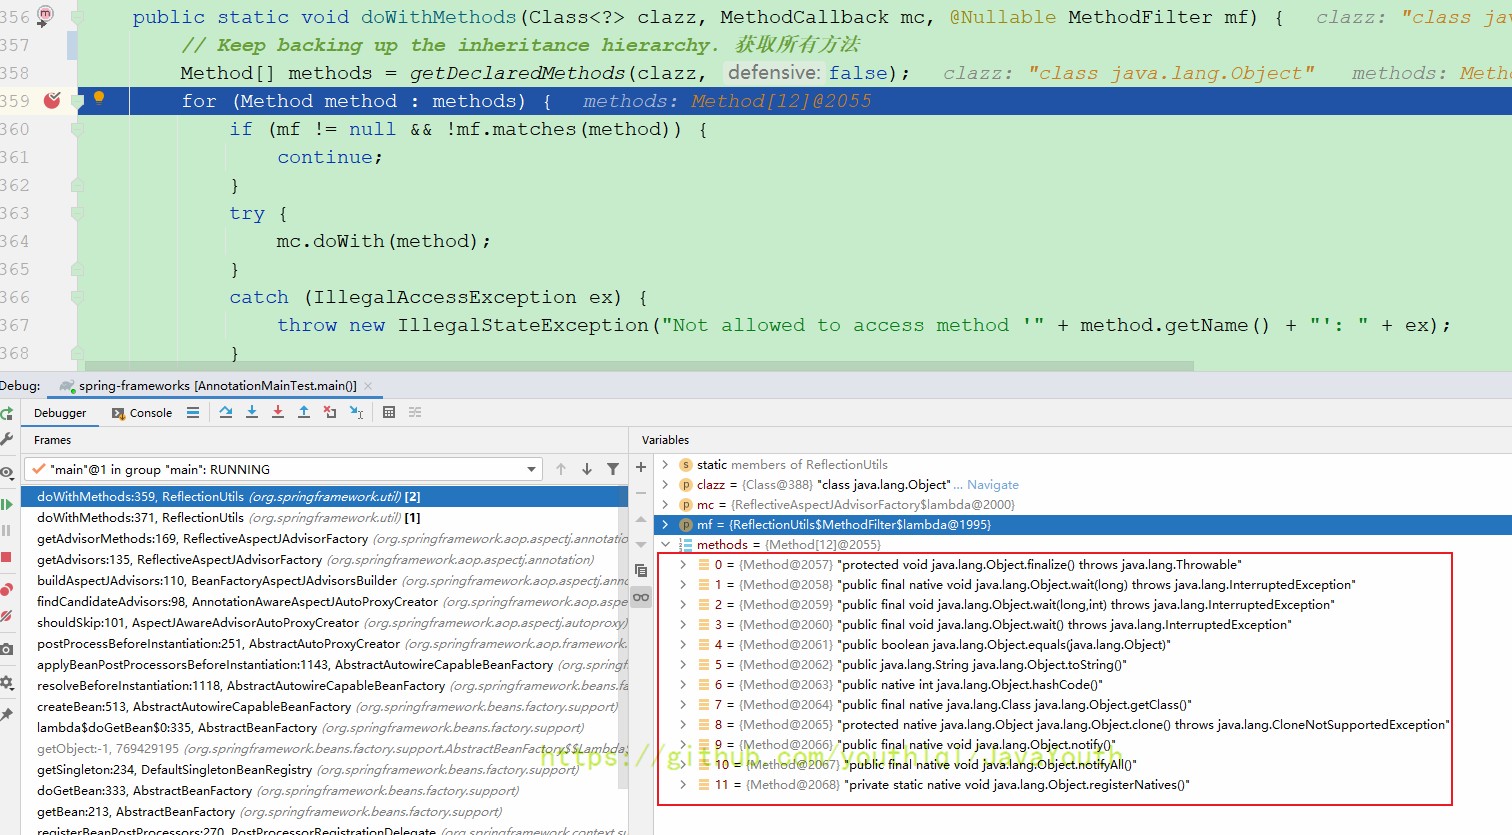 356 public static void doWithMethods(Class<?> clazz, MethodCallback mc, @Nullable MethodFilter mf) { clazz: "class jav
357 // Keep backing up the inheritance hierarchy. 获取所有方法
358 Method[] methods = getDeclaredMethods(clazz, defensive: false); clazz: "class java.lang.Object" methods: Metho
359 for (Method method : methods) { methods: Method[12]@2055
360 if (mf != null && !mf.matches(method)) {
361 continue;
362 }
363 try {
364 mc.doWith(method);
365 }
366 catch (IllegalAccessException ex) {
367 throw new IllegalStateException("Not allowed to access method '" + method.getName() + "': " + ex);
368 }
Debug: spring-frameworks [AnnotationMainTest.main()]
Debugger Console
Frames
"main"@1 in group "main": RUNNING
doWithMethods:359, ReflectionUtils (org.springframework.util) [2]
doWithMethods:371, ReflectionUtils (org.springframework.util) [1]
getAdvisorMethods:169, ReflectiveAspectJAdvisorFactory (org.springframework.aop.aspectj.annotation)
getAdvisors:135, ReflectiveAspectJAdvisorFactory (org.springframework.aop.aspectj.annotation)
buildAspectJAdvisors:110, BeanFactoryAspectJAdvisorsBuilder (org.springframework.aop.aspectj.
findCandidateAdvisors:98, AnnotationAwareAspectJAutoProxyCreator (org.springframework.aop.aspe
shouldSkip:101, AspectJAwareAdvisorAutoProxyCreator (org.springframework.aop.aspectj.autoproxy)
postProcessBeforeInstantiation:251, AbstractAutoProxyCreator (org.springframework.aop.framework.
applyBeanPostProcessorsBeforeInstantiation:1143, AbstractAutowireCapableBeanFactory (org.springf
resolveBeforeInstantiation:1118, AbstractAutowireCapableBeanFactory (org.springframework.beans.fa
createBean:513, AbstractAutowireCapableBeanFactory (org.springframework.beans.factory.support)
lambda$doGetBean$0:335, AbstractBeanFactory (org.springframework.beans.factory.support)
getObject:-1, 769429195 (org.springframework.beans.factory.support.AbstractBeanFactory$$Lambda$
getSingleton:234, DefaultSingletonBeanRegistry (org.springframework.beans.factory.support)
doGetBean:333, AbstractBeanFactory (org.springframework.beans.factory.support)
getBean:213, AbstractBeanFactory (org.springframework.beans.factory.support)
registerBeanPostProcessors:270, PostProcessorRegistrationDelegate (org.springframework.context.su
Variables
static members of ReflectionUtils
clazz = {Class@388} "class java.lang.Object" ... Navigate
mc = {ReflectiveAspectJAdvisorFactory$lambda@2000}
mf = {ReflectionUtils$MethodFilter$lambda@1995}
methods = {Method[12]@2055}
0 = {Method@2057} "protected void java.lang.Object.finalize() throws java.lang.Throwable"
1 = {Method@2058} "public final native void java.lang.Object.wait(long) throws java.lang.InterruptedException"
2 = {Method@2059} "public final void java.lang.Object.wait(long,int) throws java.lang.InterruptedException"
3 = {Method@2060} "public final void java.lang.Object.wait() throws java.lang.InterruptedException"
4 = {Method@2061} "public boolean java.lang.Object.equals(java.lang.Object)"
5 = {Method@2062} "public java.lang.String java.lang.Object.toString()"
6 = {Method@2063} "public native int java.lang.Object.hashCode()"
7 = {Method@2064} "public final native java.lang.Class java.lang.Object.getClass()"
8 = {Method@2065} "protected native java.lang.Object java.lang.Object.clone() throws java.lang.CloneNotSupportedException"
9 = {Method@2066} "public final native void java.lang.Object.notify()"
10 = {Method@2067} "public final native void java.lang.Object.notifyAll()"
11 = {Method@2068} "private static native void java.lang.Object.registerNatives()"
https://github.com/youthlql/JavaYouth